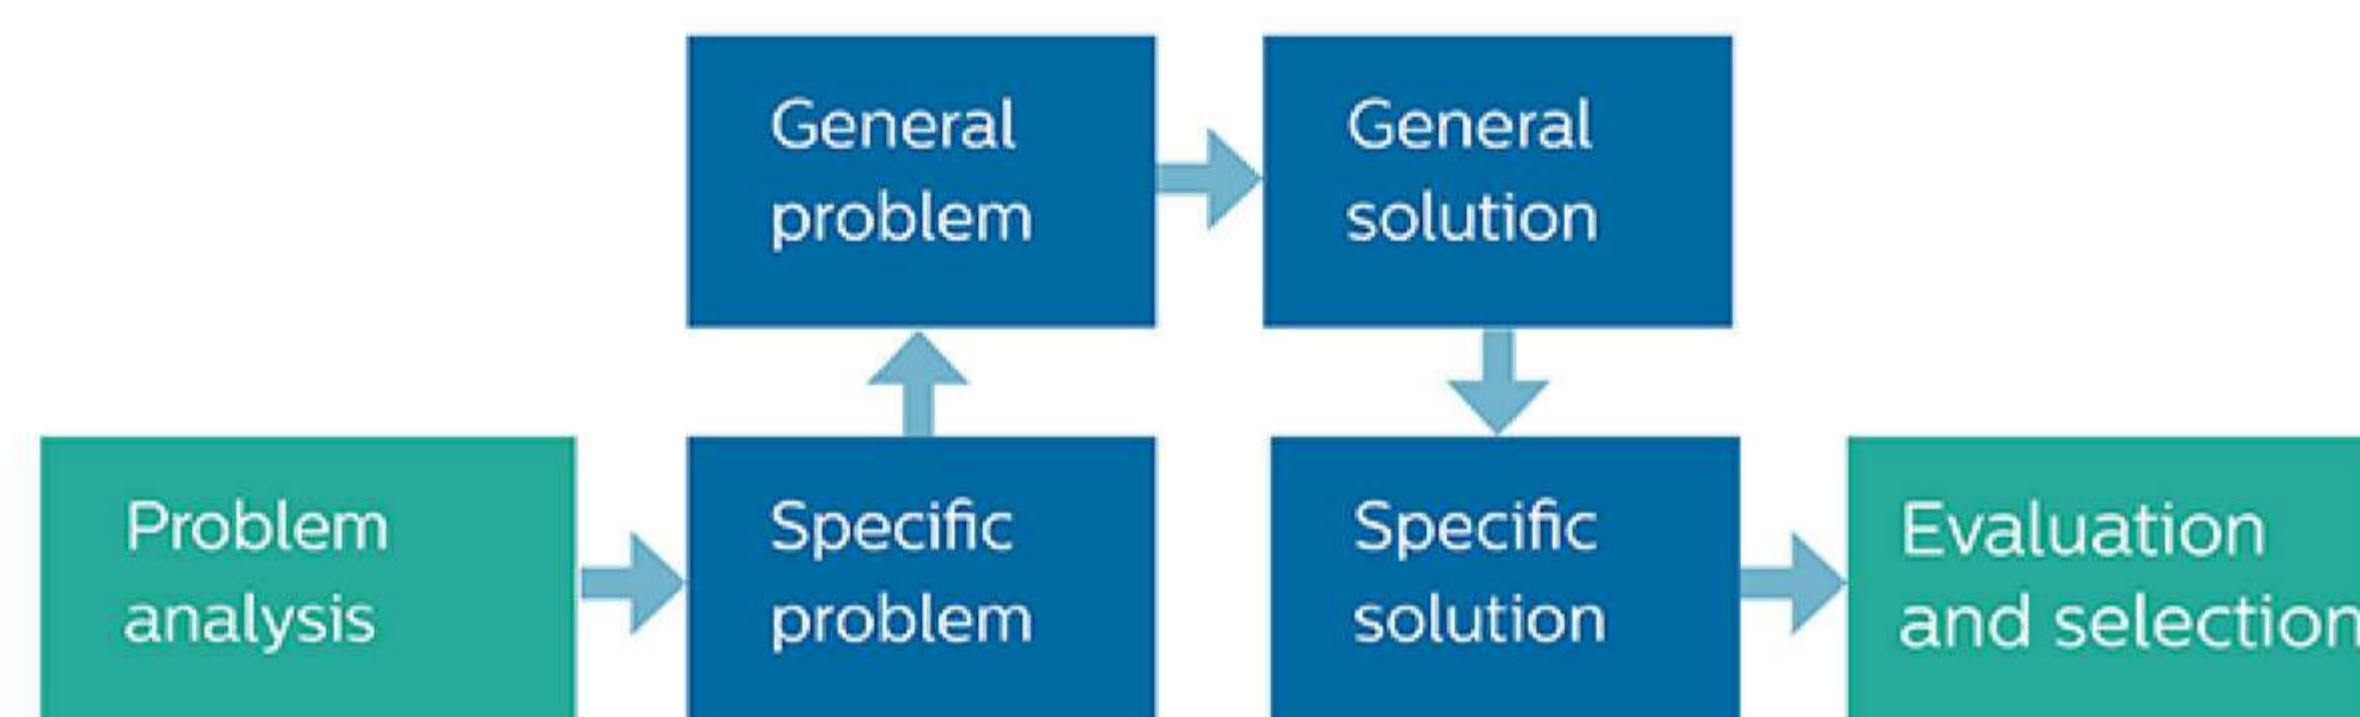 General
problem
General
solution
Problem
analysis
Specific
problem
Specific
solution
Evaluation
and selection